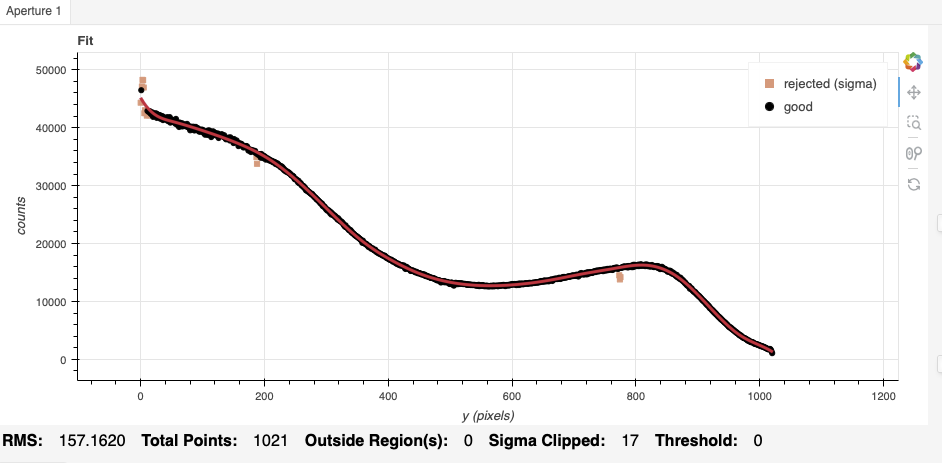 Aperture 1
Fit
50000
40000
30000
20000
10000
0
counts
rejected (sigma)
good
0 200 400 600 800 1000 1200
y (pixels)
RMS: 157.1620 Total Points: 1021 Outside Region(s): 0 Sigma Clipped: 17 Threshold: 0